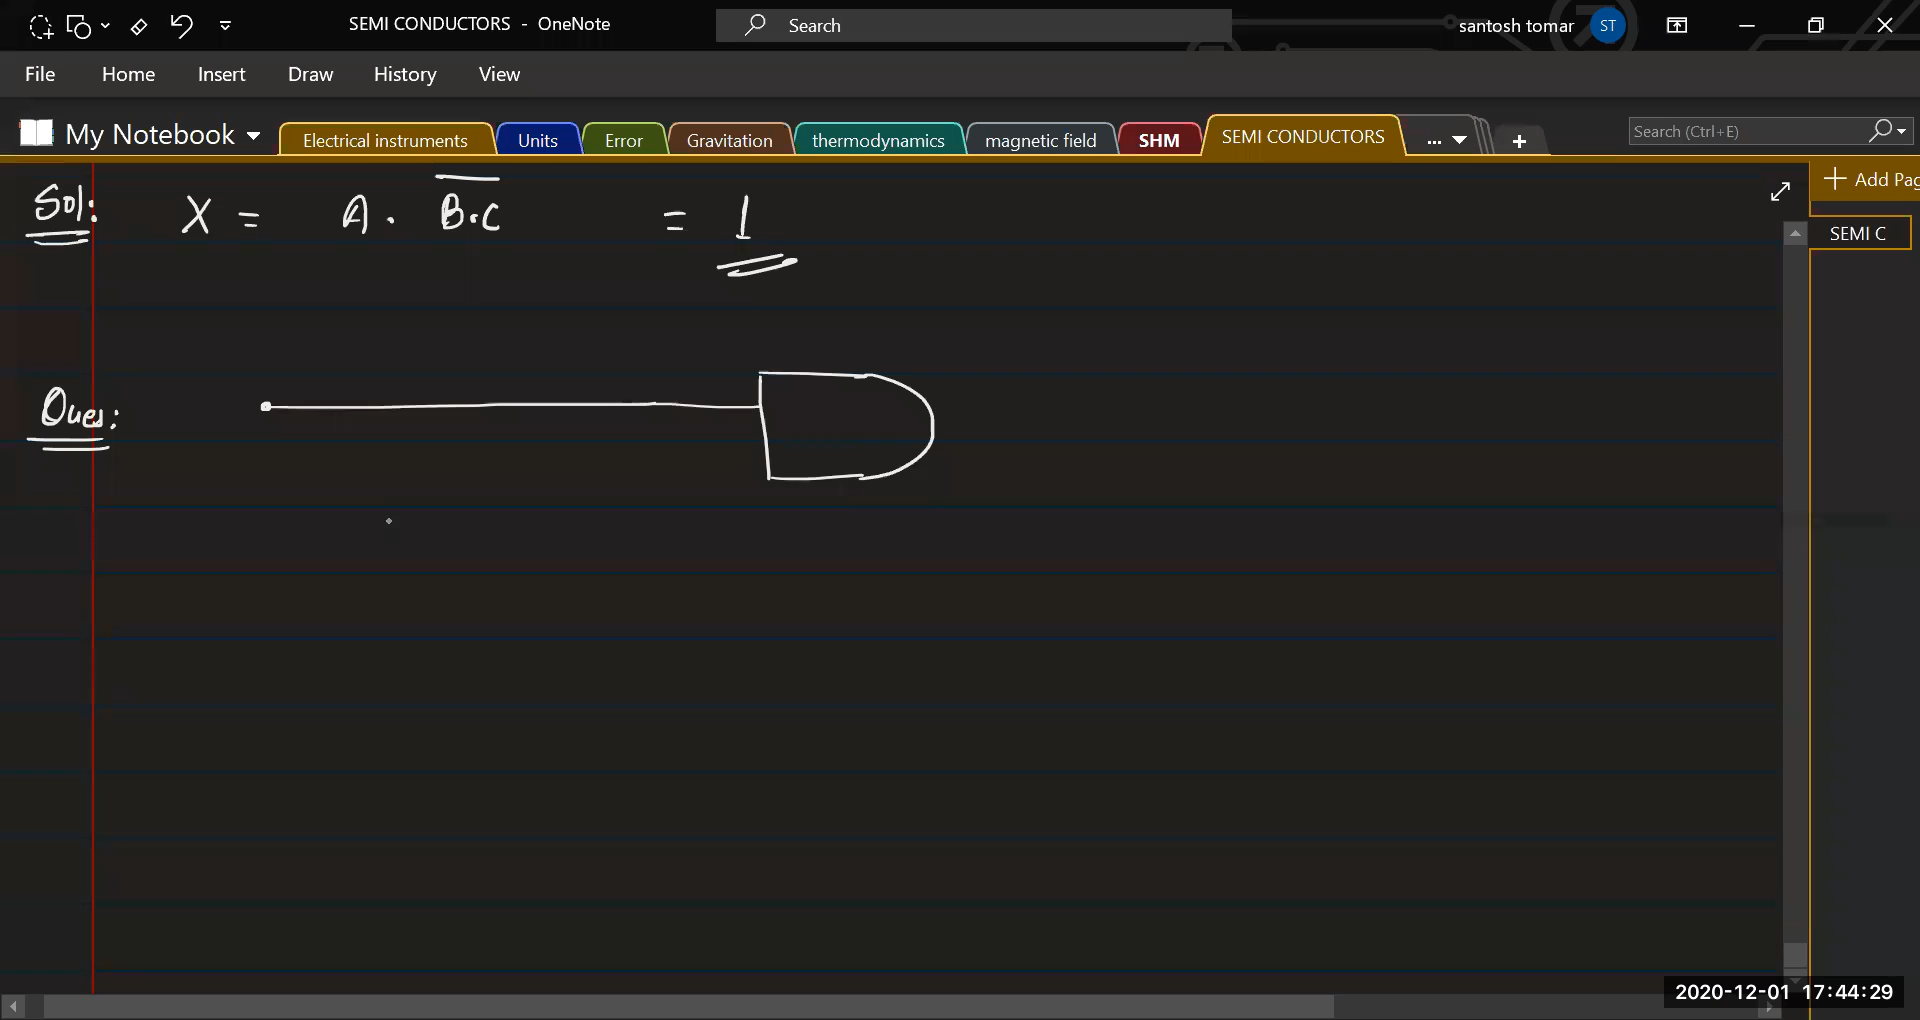 SEMI CONDUCTORS - OneNote
Search
santosh tomar
ST
File Home Insert Draw History View
My Notebook
Electrical instruments
Units
Error
Gravitation
thermodynamics
magnetic field
SHM
SEMI CONDUCTORS
...
+
Search (Ctrl+E)
+ Add Pag
SEMI C
Sol: X = A . \overline{B.C} = 1
Ques:
2020-12-01 17:44:29